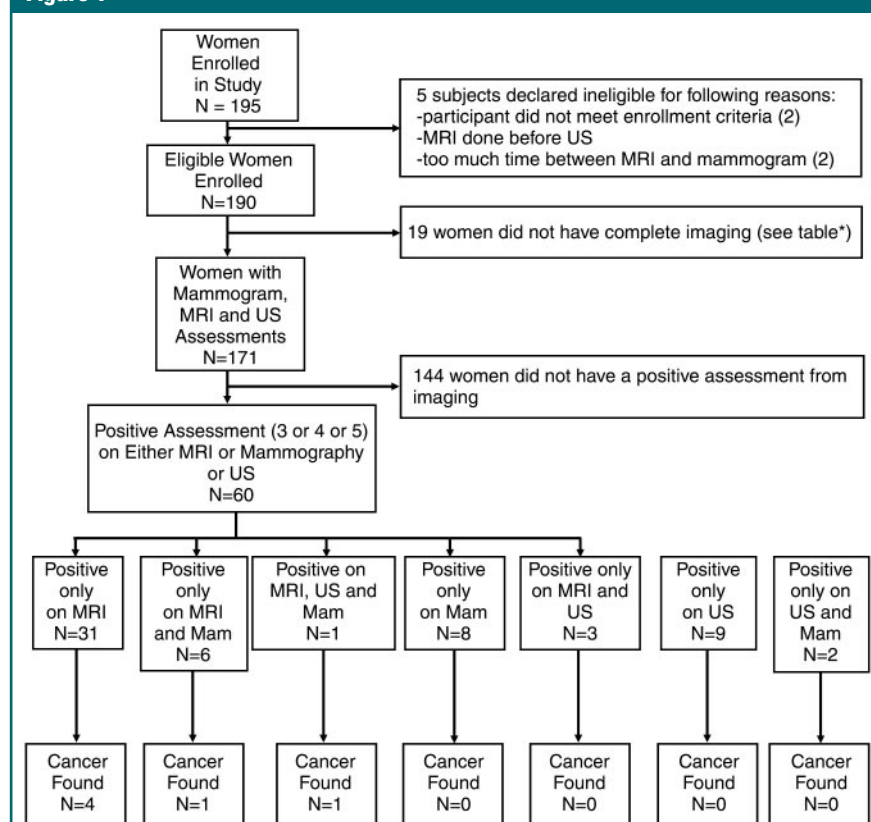 Women
Enrolled
in Study
N = 195
5 subjects declared ineligible for following reasons:
-participant did not meet enrollment criteria (2)
-MRI done before US
-too much time between MRI and mammogram (2)
Eligible Women
Enrolled
N=190
19 women did not have complete imaging (see table*)
Women with
Mammogram,
MRI and US
Assessments
N=171
144 women did not have a positive assessment from
imaging
Positive Assessment (3 or 4 or 5)
on Either MRI or Mammography
or US
N=60
Positive
only
on MRI
N=31
Positive
only
on MRI
and Mam
N=6
Positive on
MRI, US and
Mam
N=1
Positive
only
on Mam
N=8
Positive only
on MRI and
US
N=3
Positive
only
on US
N=9
Positive
only on
US and
Mam
N=2
Cancer
Found
N=4
Cancer
Found
N=1
Cancer
Found
N=1
Cancer
Found
N=0
Cancer
Found
N=0
Cancer
Found
N=0
Cancer
Found
N=0